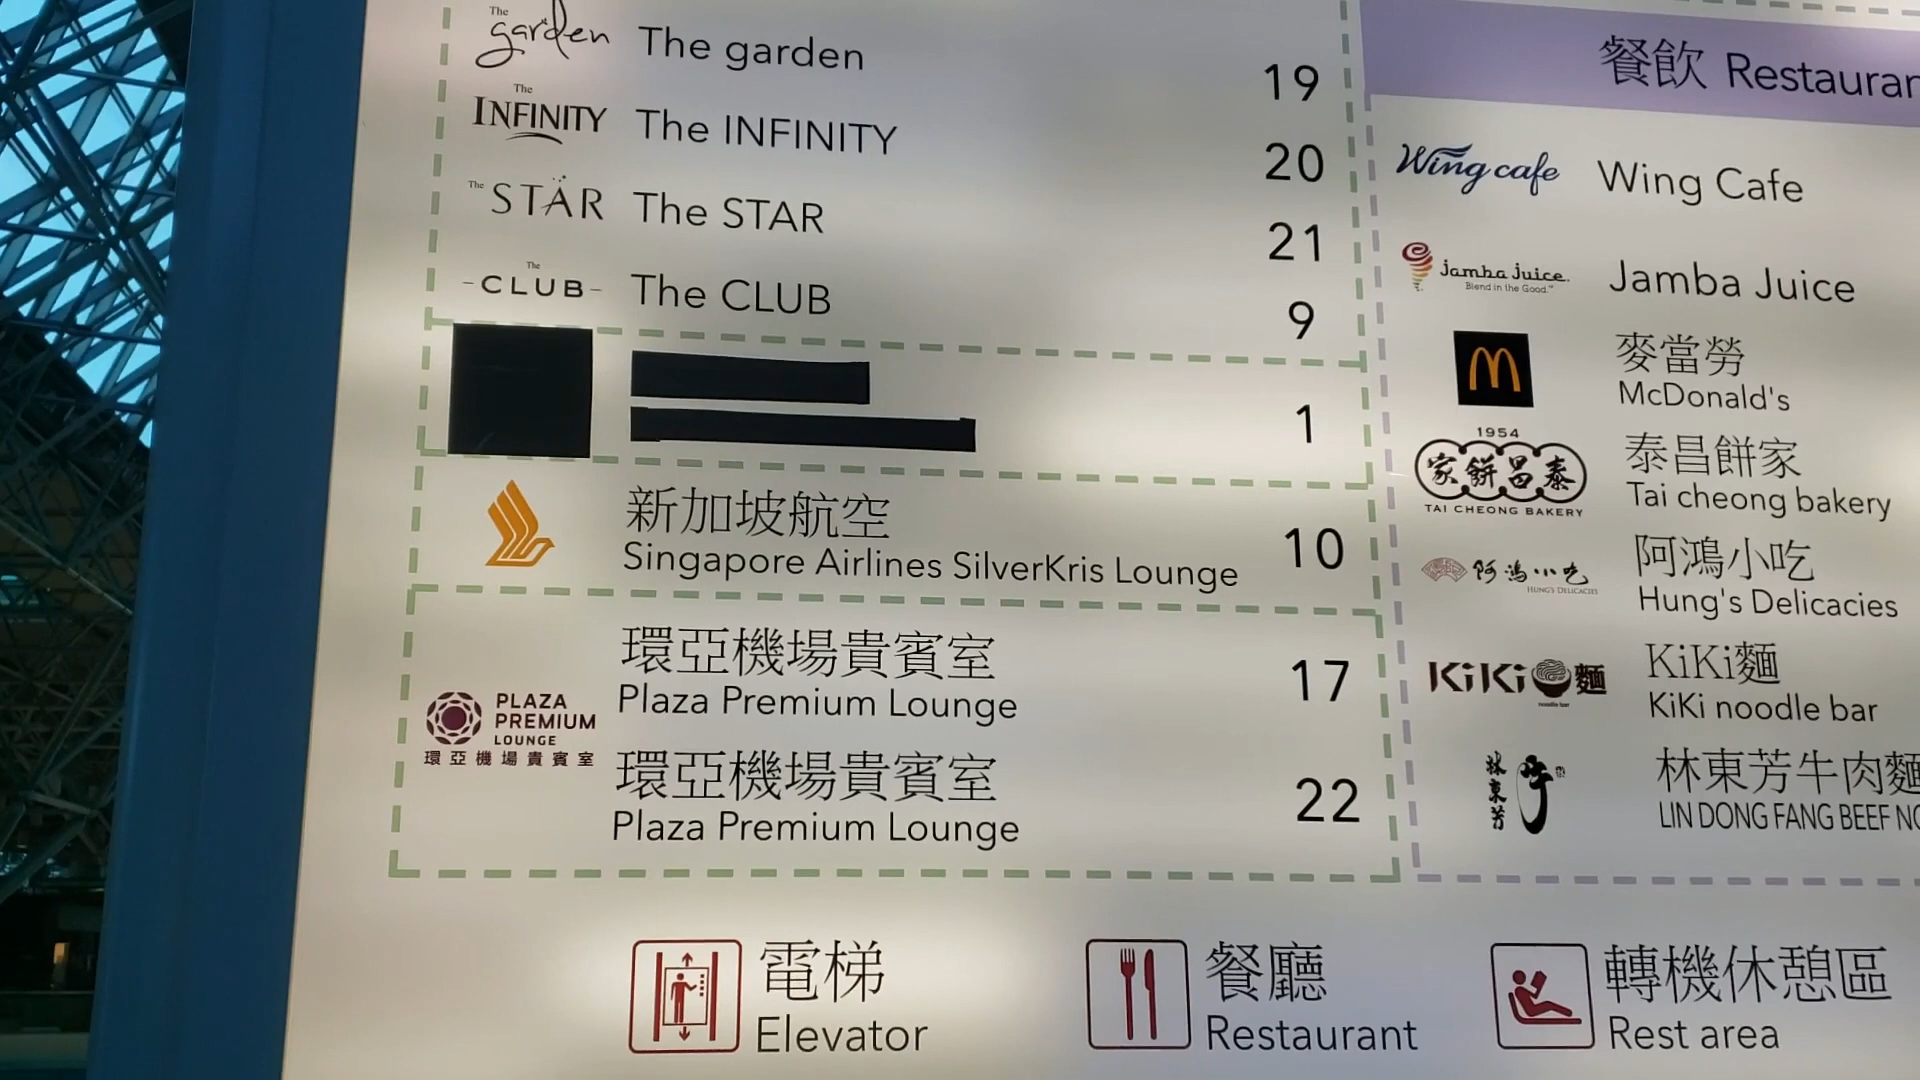 The garden The garden 19
The INFINITY The INFINITY 20
The STAR The STAR 21
The CLUB The CLUB 9
1
新加坡航空
Singapore Airlines SilverKris Lounge 10
PLAZA
PREMIUM
LOUNGE
環亞機場貴賓室
環亞機場貴賓室
Plaza Premium Lounge 17
環亞機場貴賓室
Plaza Premium Lounge 22
餐飲 Restauran
Wing cafe Wing Cafe
jamba juice. Jamba Juice
Blend in the Good.™
麥當勞
McDonald's
1954
家餅昌泰
TAI CHEONG BAKERY
泰昌餅家
Tai cheong bakery
阿鴻小吃
HUNG'S DELICACIES
阿鴻小吃
Hung's Delicacies
KiKi麵
noodle bar
KiKi麵
KiKi noodle bar
林東芳
牛
林東芳牛肉麵
LIN DONG FANG BEEF NO
電梯
Elevator
餐廳
Restaurant
轉機休憩區
Rest area